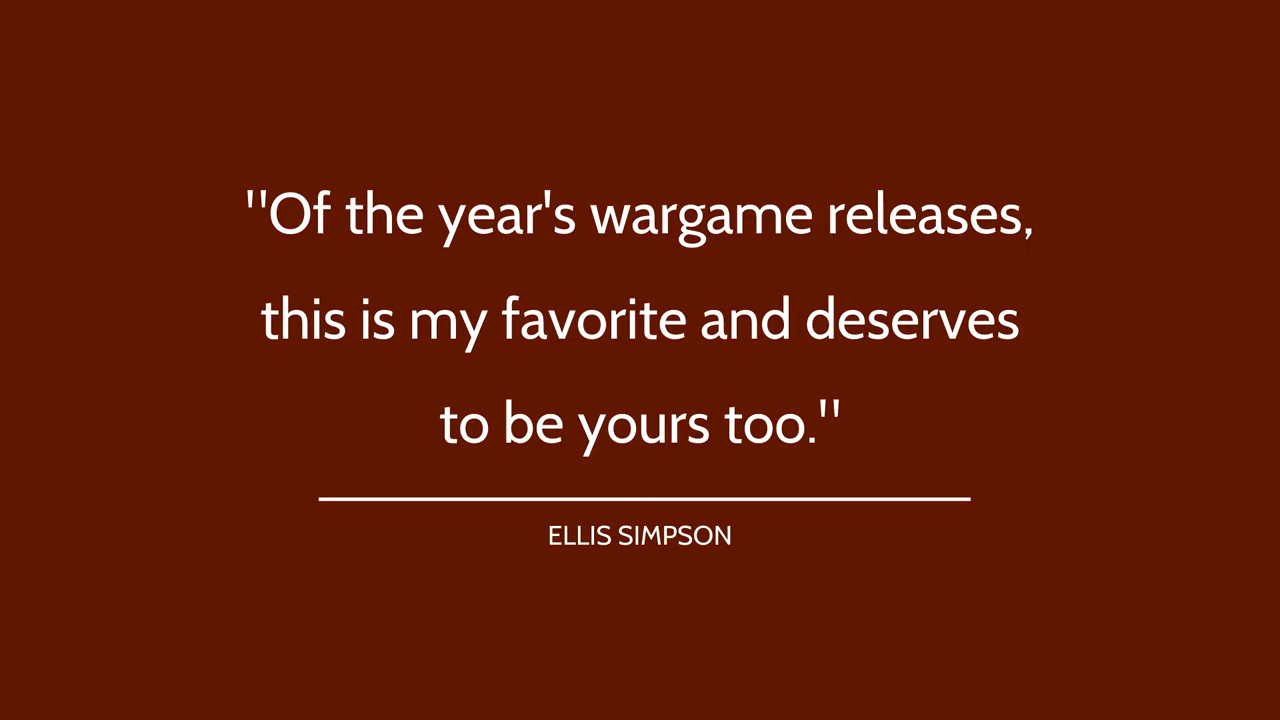 "Of the year's wargame releases,
this is my favorite and deserves
to be yours too."
ELLIS SIMPSON